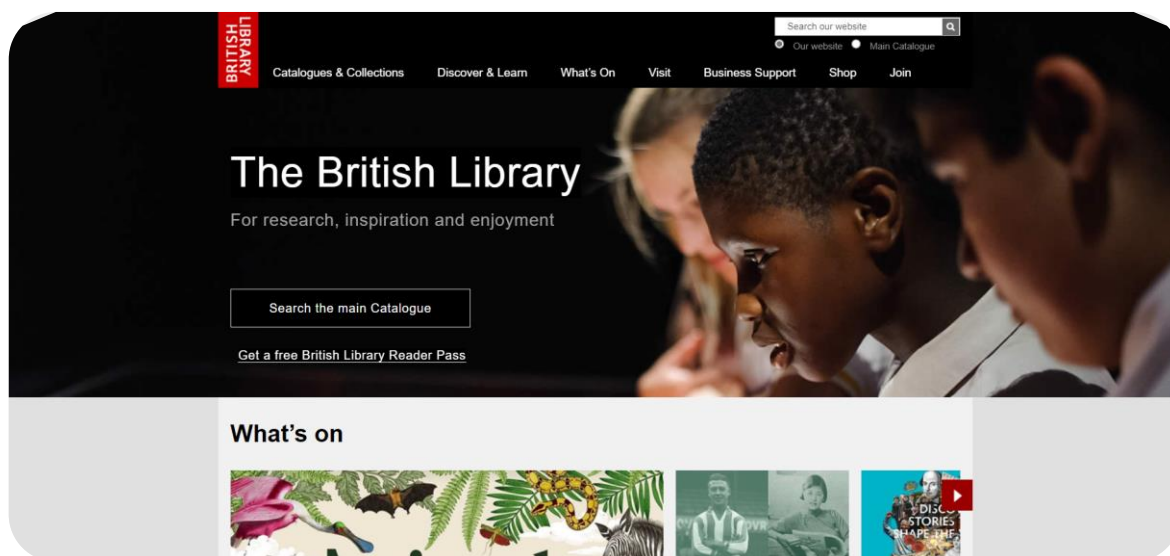 LIBRARY
BRITISH
Search our website
Our website Main Catalogue
Catalogues & Collections Discover & Learn What's On Visit Business Support Shop Join
The British Library
For research, inspiration and enjoyment
Search the main Catalogue
Get a free British Library Reader Pass
What's on
STORIES
SHAPE THE